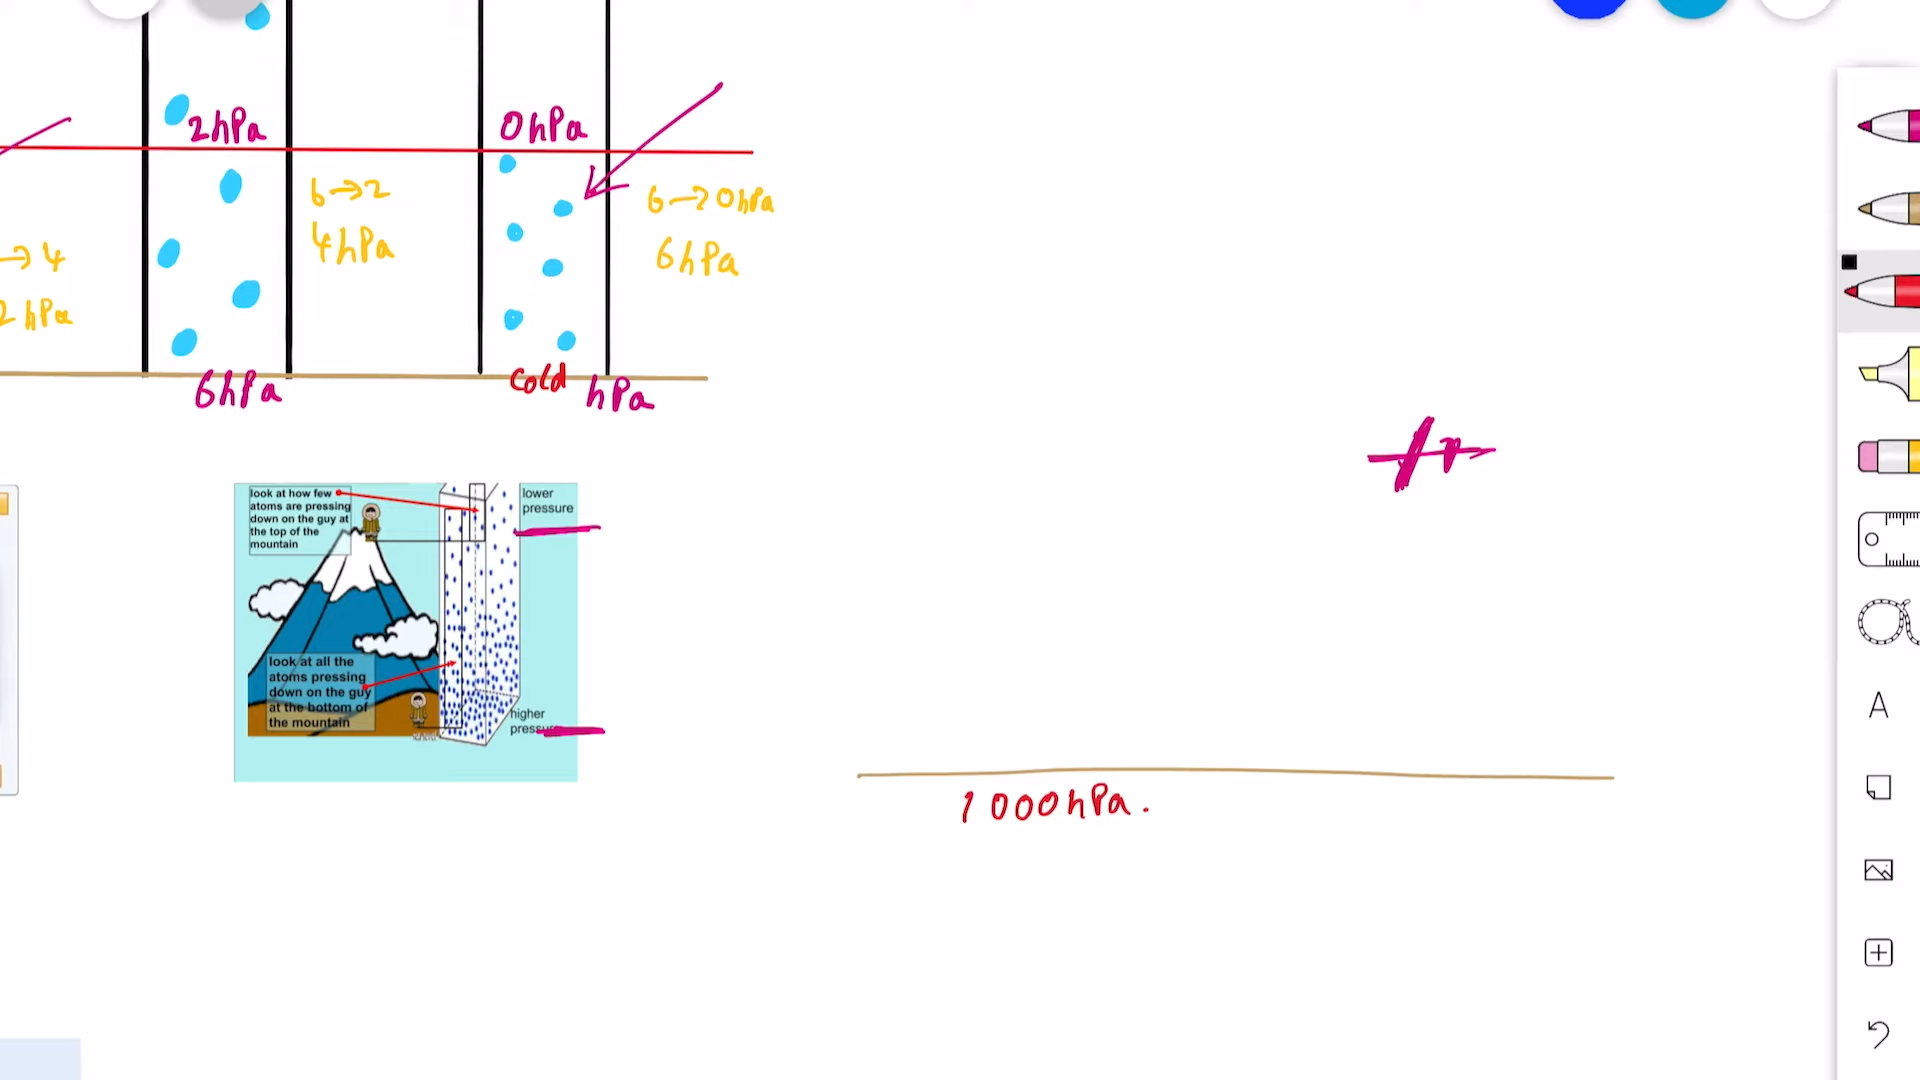 2hPa
0hPa
6→2
4hPa
6→0hPa
6hPa
→4
2hPa
6hPa
cold
hPa
look at how few
atoms are pressing
down on the guy at
the top of the
mountain
lower
pressure
look at all the
atoms pressing
down on the guy
at the bottom of
the mountain
higher
1000hPa.
A